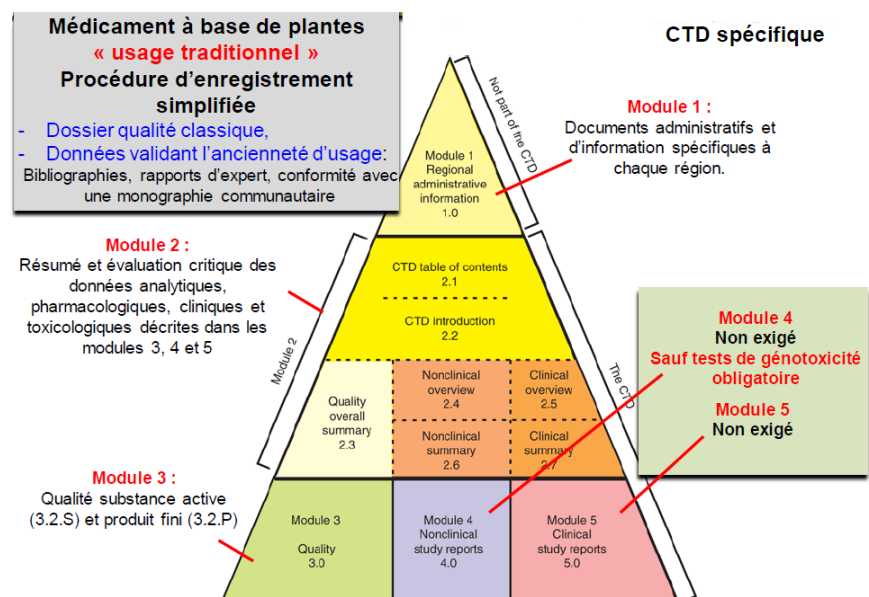 Médicament à base de plantes
« usage traditionnel »
Procédure d'enregistrement
simplifiée
- Dossier qualité classique,
- Données validant l'ancienneté d'usage:
Bibliographies, rapports d'expert, conformité avec
une monographie communautaire
CTD spécifique
Not part of the CTD
Module 1 :
Documents administratifs et
d'information spécifiques à
chaque région.
Module 1
Regional
administrative
information
1.0
Module 2 :
Résumé et évaluation critique des
données analytiques,
pharmacologiques, cliniques et
toxicologiques décrites dans les
modules 3, 4 et 5
Module 2
CTD table of contents
2.1
CTD introduction
2.2
The CTD
Quality
overall
summary
2.3
Nonclinical
overview
2.4
Clinical
overview
2.5
Nonclinical
summary
2.6
Clinical
summary
2.7
Module 4
Non exigé
Sauf tests de génotoxicité
obligatoire
Module 5
Non exigé
Module 3 :
Qualité substance active
(3.2.S) et produit fini (3.2.P)
Module 3
Quality
3.0
Module 4
Nonclinical
study reports
4.0
Module 5
Clinical
study reports
5.0